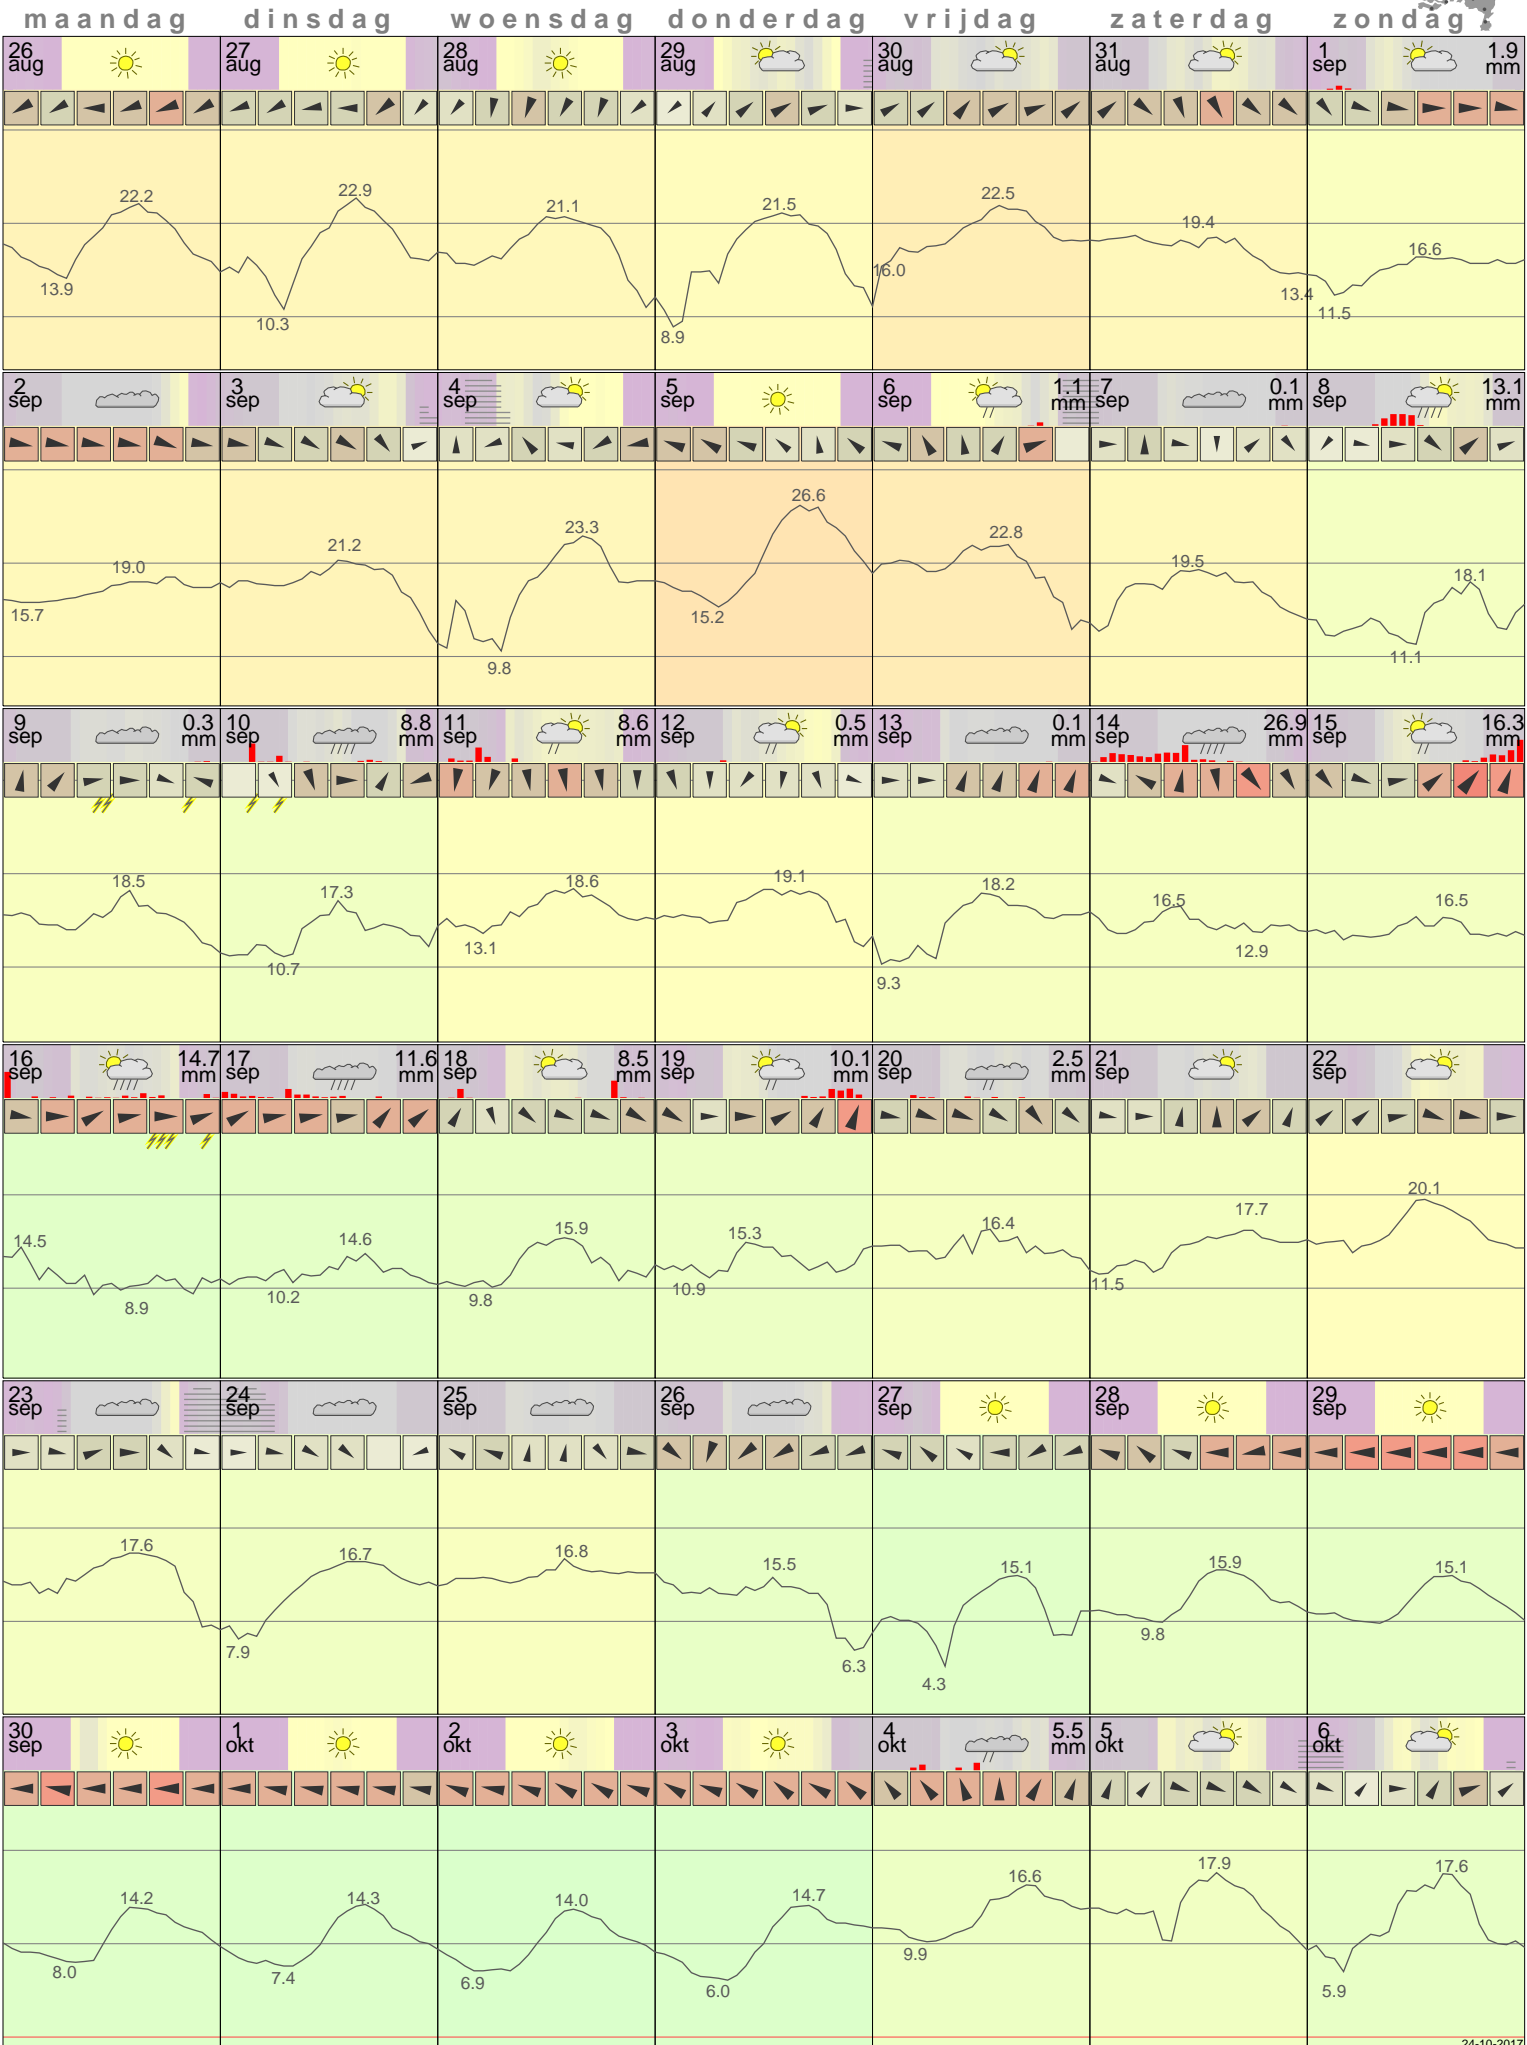 maandag dinsdag woensdag donderdag vrijdag zaterdag zondag
26 27 28 29 30 31 1 1.9
aug aug aug aug aug aug sep mm
22.2 22.9 21.1 21.5 22.5 19.4 16.6
13.9 10.3 8.9 16.0 13.4 11.5
2 3 4 5 6 1.1 7 0.1 8 13.1
sep sep sep sep sep mm sep mm sep mm
19.0 21.2 23.3 26.6 22.8 19.5 18.1
15.7 9.8 15.2 11.1
9 0.3 10 8.8 11 8.6 12 0.5 13 0.1 14 26.9 15 16.3
sep mm sep mm sep mm sep mm sep mm sep mm sep mm
18.5 17.3 18.6 19.1 18.2 16.5 16.5
10.7 13.1 9.3 12.9
16 14.7 17 11.6 18 8.5 19 10.1 20 2.5 21 22
sep mm sep mm sep mm sep mm sep mm sep sep
14.5 14.6 15.9 15.3 16.4 17.7 20.1
8.9 10.2 9.8 10.9 11.5
23 24 25 26 27 28 29
sep sep sep sep sep sep sep
17.6 16.7 16.8 15.5 15.1 15.9 15.1
7.9 6.3 4.3 9.8
30 1 2 3 4 5.5 5 6
sep okt okt okt okt mm okt okt
14.2 14.3 14.0 14.7 16.6 17.9 17.6
8.0 7.4 6.9 6.0 9.9 5.9
24-10-2017